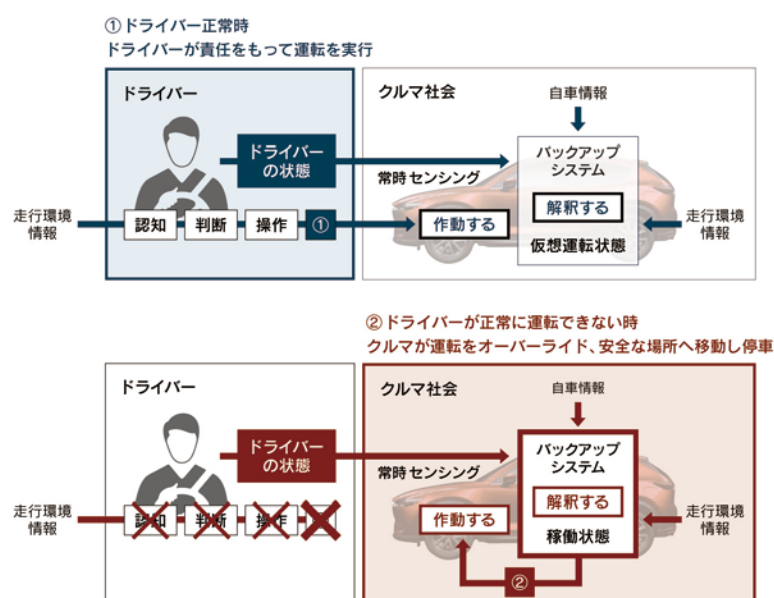 ① ドライバー正常時
ドライバーが責任をもって運転を実行
ドライバー
クルマ社会
自車情報
ドライバー
の状態
バックアップ
システム
常時 センシング
解釈する
走行環境
情報
認知
判断
操作
①
作動する
仮想運転状態
走行環境
情報
② ドライバーが正常に運転できない時
クルマが運転をオーバーライド、安全な場所へ移動し停車
ドライバー
クルマ社会
自車情報
ドライバー
の状態
バックアップ
システム
常時 センシング
解釈する
走行環境
情報
認知
判断
操作
作動する
稼働状態
走行環境
情報
②